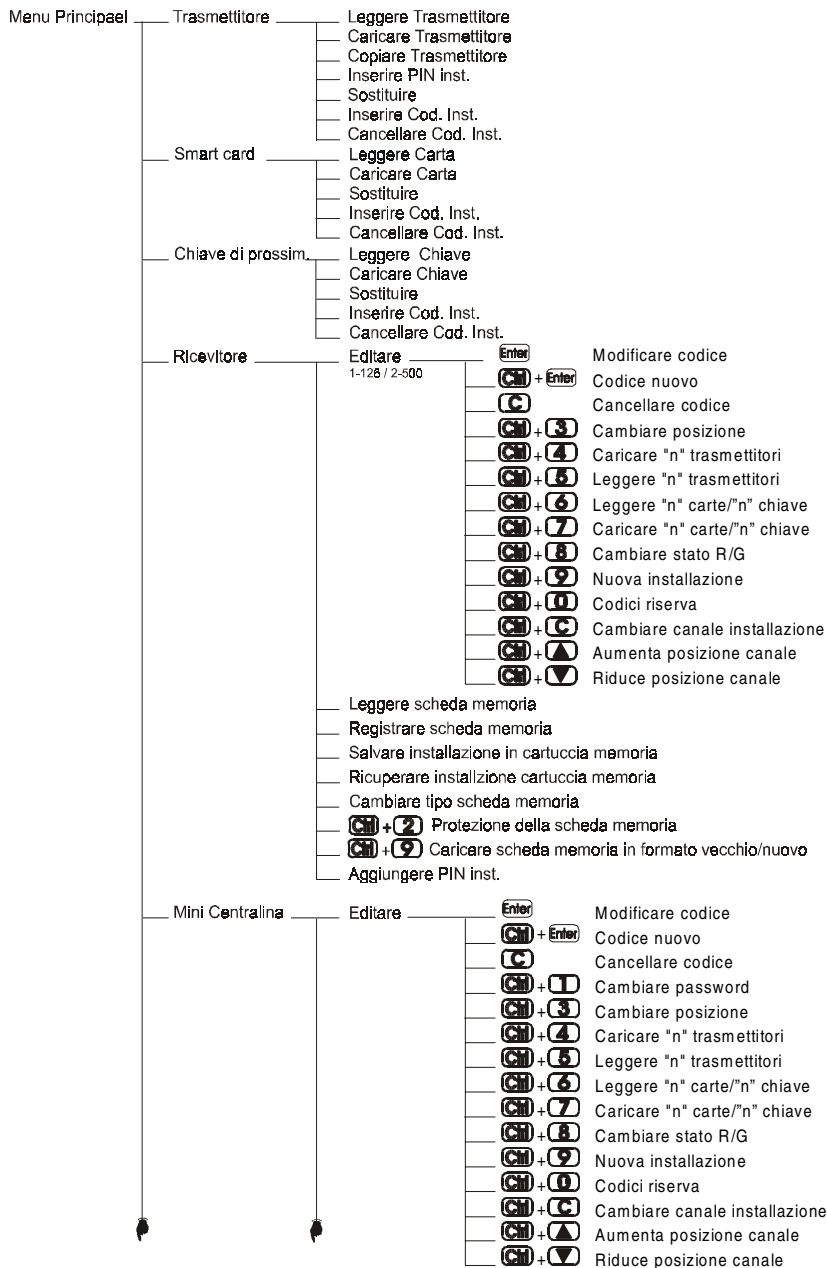 Menu Principael Trasmettitore Leggere Trasmettitore
Caricare Trasmettitore
Copiare Trasmettitore
Inserire PIN inst.
Sostituire
Inserire Cod. Inst.
Cancellare Cod. Inst.
Smart card Leggere Carta
Caricare Carta
Sostituire
Inserire Cod. Inst.
Cancellare Cod. Inst.
Chiave di prossim. Leggere Chiave
Caricare Chiave
Sostituire
Inserire Cod. Inst.
Cancellare Cod. Inst.
Ricevitore Editare Enter Modificare codice
1-126 / 2-500
Ctrl + Enter Codice nuovo
C Cancellare codice
Ctrl + 3 Cambiare posizione
Ctrl + 4 Caricare "n" trasmettitori
Ctrl + 5 Leggere "n" trasmettitori
Ctrl + 6 Leggere "n" carte/"n" chiave
Ctrl + 7 Caricare "n" carte/"n" chiave
Ctrl + 8 Cambiare stato R/G
Ctrl + 9 Nuova installazione
Ctrl + 0 Codici riserva
Ctrl + C Cambiare canale installazione
Ctrl + ▲ Aumenta posizione canale
Ctrl + ▼ Riduce posizione canale
Leggere scheda memoria
Registrare scheda memoria
Salvare installazione in cartuccia memoria
Ricuperare installzione cartuccia memoria
Cambiare tipo scheda memoria
Ctrl + 2 Protezione della scheda memoria
Ctrl + 9 Caricare scheda memoria in formato vecchio/nuovo
Aggiungere PIN inst.
Mini Centralina Editare Enter Modificare codice
Ctrl + Enter Codice nuovo
C Cancellare codice
Ctrl + 1 Cambiare password
Ctrl + 3 Cambiare posizione
Ctrl + 4 Caricare "n" trasmettitori
Ctrl + 5 Leggere "n" trasmettitori
Ctrl + 6 Leggere "n" carte/"n" chiave
Ctrl + 7 Caricare "n" carte/"n" chiave
Ctrl + 8 Cambiare stato R/G
Ctrl + 9 Nuova installazione
Ctrl + 0 Codici riserva
Ctrl + C Cambiare canale installazione
Ctrl + ▲ Aumenta posizione canale
Ctrl + ▼ Riduce posizione canale